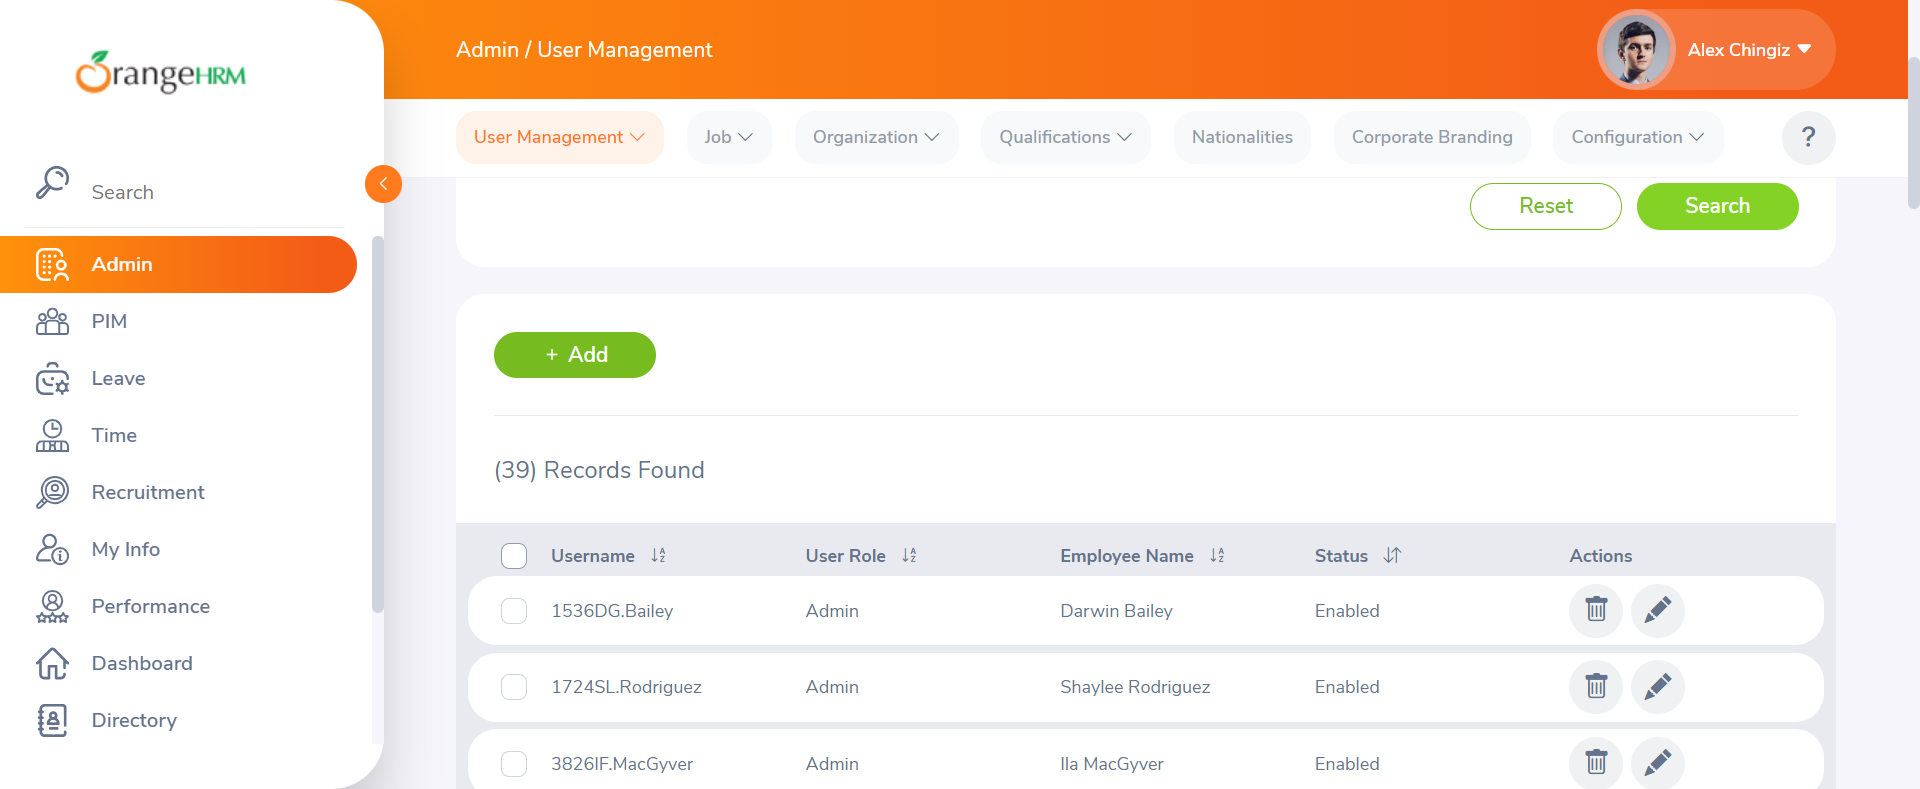 OrangeHRM
Admin / User Management
Alex Chingiz
User Management
Job
Organization
Qualifications
Nationalities
Corporate Branding
Configuration
?
Search
Admin
PIM
Leave
Time
Recruitment
My Info
Performance
Dashboard
Directory
Reset
Search
+ Add
(39) Records Found
Username User Role Employee Name Status Actions
1536DG.Bailey Admin Darwin Bailey Enabled
1724SL.Rodriguez Admin Shaylee Rodriguez Enabled
3826IF.MacGyver Admin Ila MacGyver Enabled